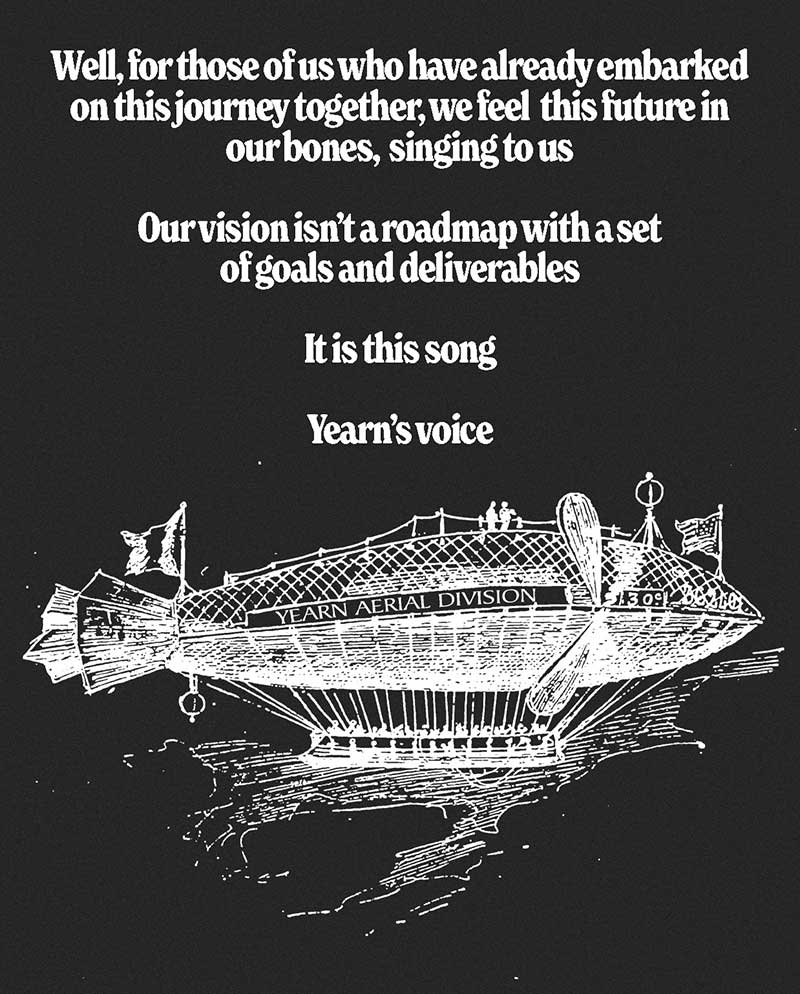 Well, for those of us who have already embarked
on this journey together, we feel this future in
our bones, singing to us
Our vision isn't a roadmap with a set
of goals and deliverables
It is this song
Yearn's voice
YEARN AERIAL DIVISION